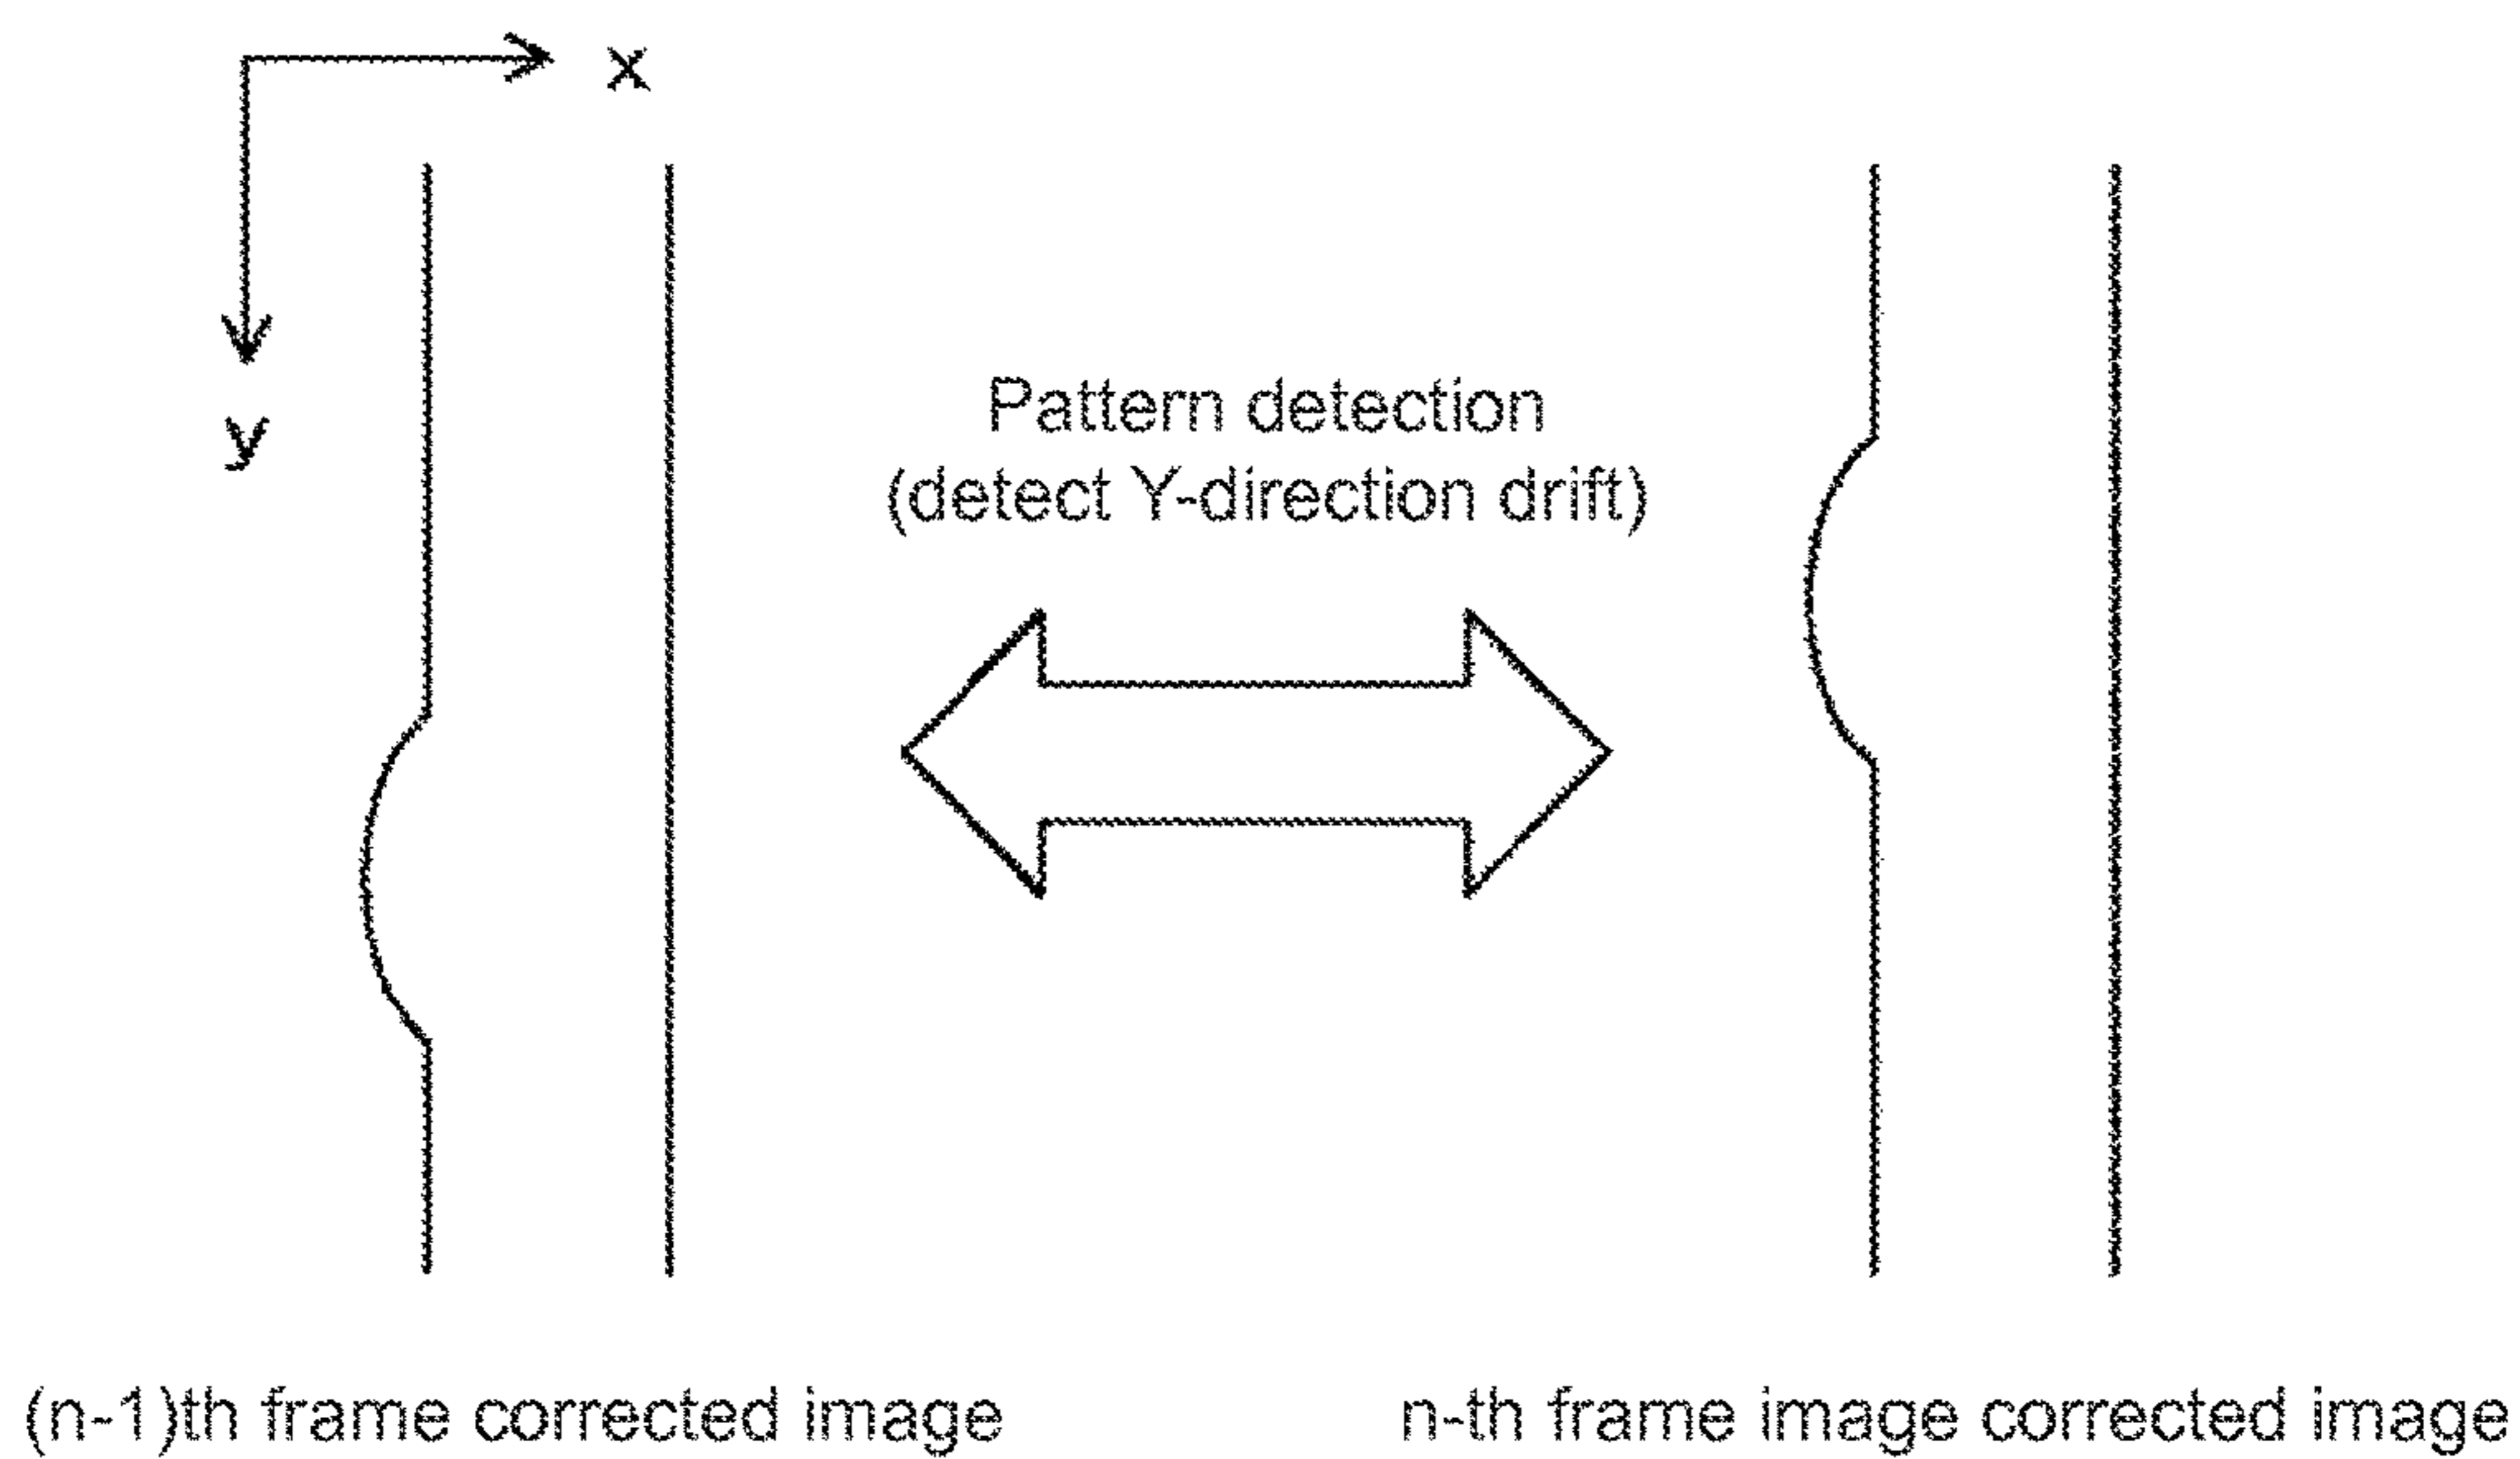 x
y
Pattern detection
(detect Y-direction drift)
(n-1)th frame corrected image
n-th frame image corrected image